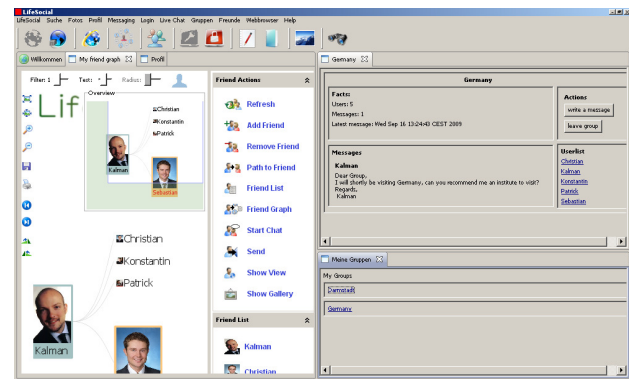 LifeSocial
LifeSocial Suche Fotos Profil Messaging Login Live Chat Gruppen Freunde Webbrowser Help
Willkommen My friend graph Profil
Filter: 1 Text: Radius:
Lif
Overview
Christian
Konstantin
Patrick
Kalman
Sebastian
Christian
Konstantin
Patrick
Kalman
Friend Actions
Refresh
Add Friend
Remove Friend
Path to Friend
Friend List
Friend Graph
Start Chat
Send
Show View
Show Gallery
Friend List
Kalman
Christian
Germany
Germany
Facts:
Users: 5
Messages: 1
Latest message: Wed Sep 16 13:24:43 CEST 2009
Actions
write a message
leave group
Messages
Kalman
Dear Group,
I will shortly be visiting Germany, can you recommend me an institute to visit?
Regards,
Kalman
Userlist
Christian
Kalman
Konstantin
Patrick
Sebastian
Meine Gruppen
My Groups
Darmstadt
Germany